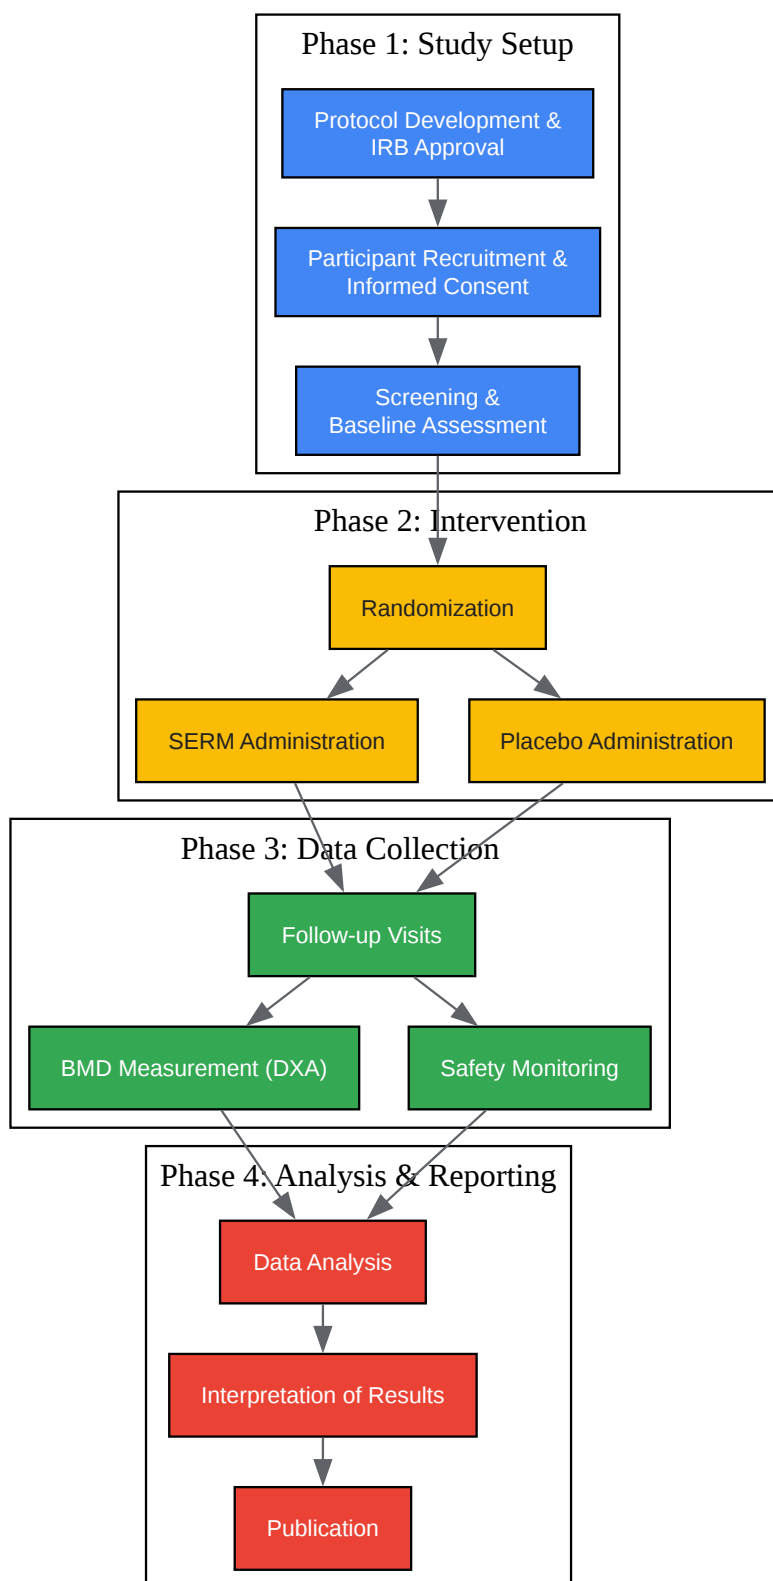 Phase 1: Study Setup
Protocol Development &
IRB Approval
Participant Recruitment &
Informed Consent
Screening &
Baseline Assessment
Phase 2: Intervention
Randomization
SERM Administration
Placebo Administration
Phase 3: Data Collection
Follow-up Visits
BMD Measurement (DXA)
Safety Monitoring
Phase 4: Analysis & Reporting
Data Analysis
Interpretation of Results
Publication